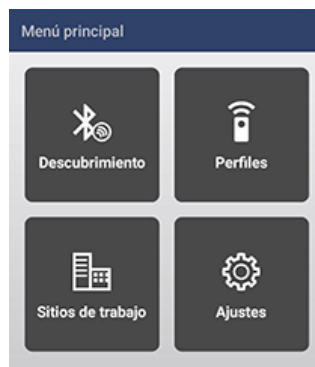 Menú principal
Descubrimiento
Perfiles
Sitios de trabajo
Ajustes